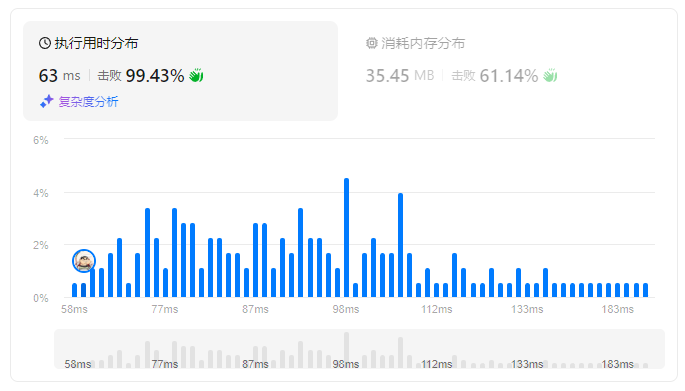 执行用时分布
63 ms 击败 99.43%
复杂度分析
消耗内存分布
35.45 MB 击败 61.14%
6%
4%
2%
0%
58ms 77ms 87ms 98ms 112ms 133ms 183ms
58ms 77ms 87ms 98ms 112ms 133ms 183ms